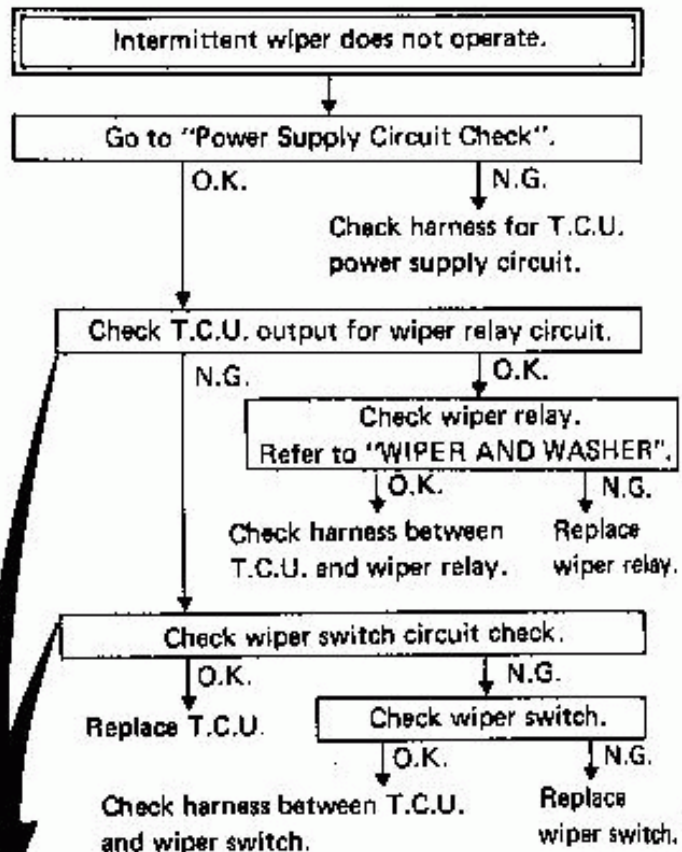 Intermittent wiper does not operate.
Go to "Power Supply Circuit Check".
O.K.
N.G.
Check harness for T.C.U.
power supply circuit.
Check T.C.U. output for wiper relay circuit.
N.G.
O.K.
Check wiper relay.
Refer to "WIPER AND WASHER".
O.K.
N.G.
Check harness between
T.C.U. and wiper relay.
Replace
wiper relay.
Check wiper switch circuit check.
O.K.
N.G.
Replace T.C.U.
Check wiper switch.
O.K.
N.G.
Check harness between T.C.U.
and wiper switch.
Replace
wiper switch.